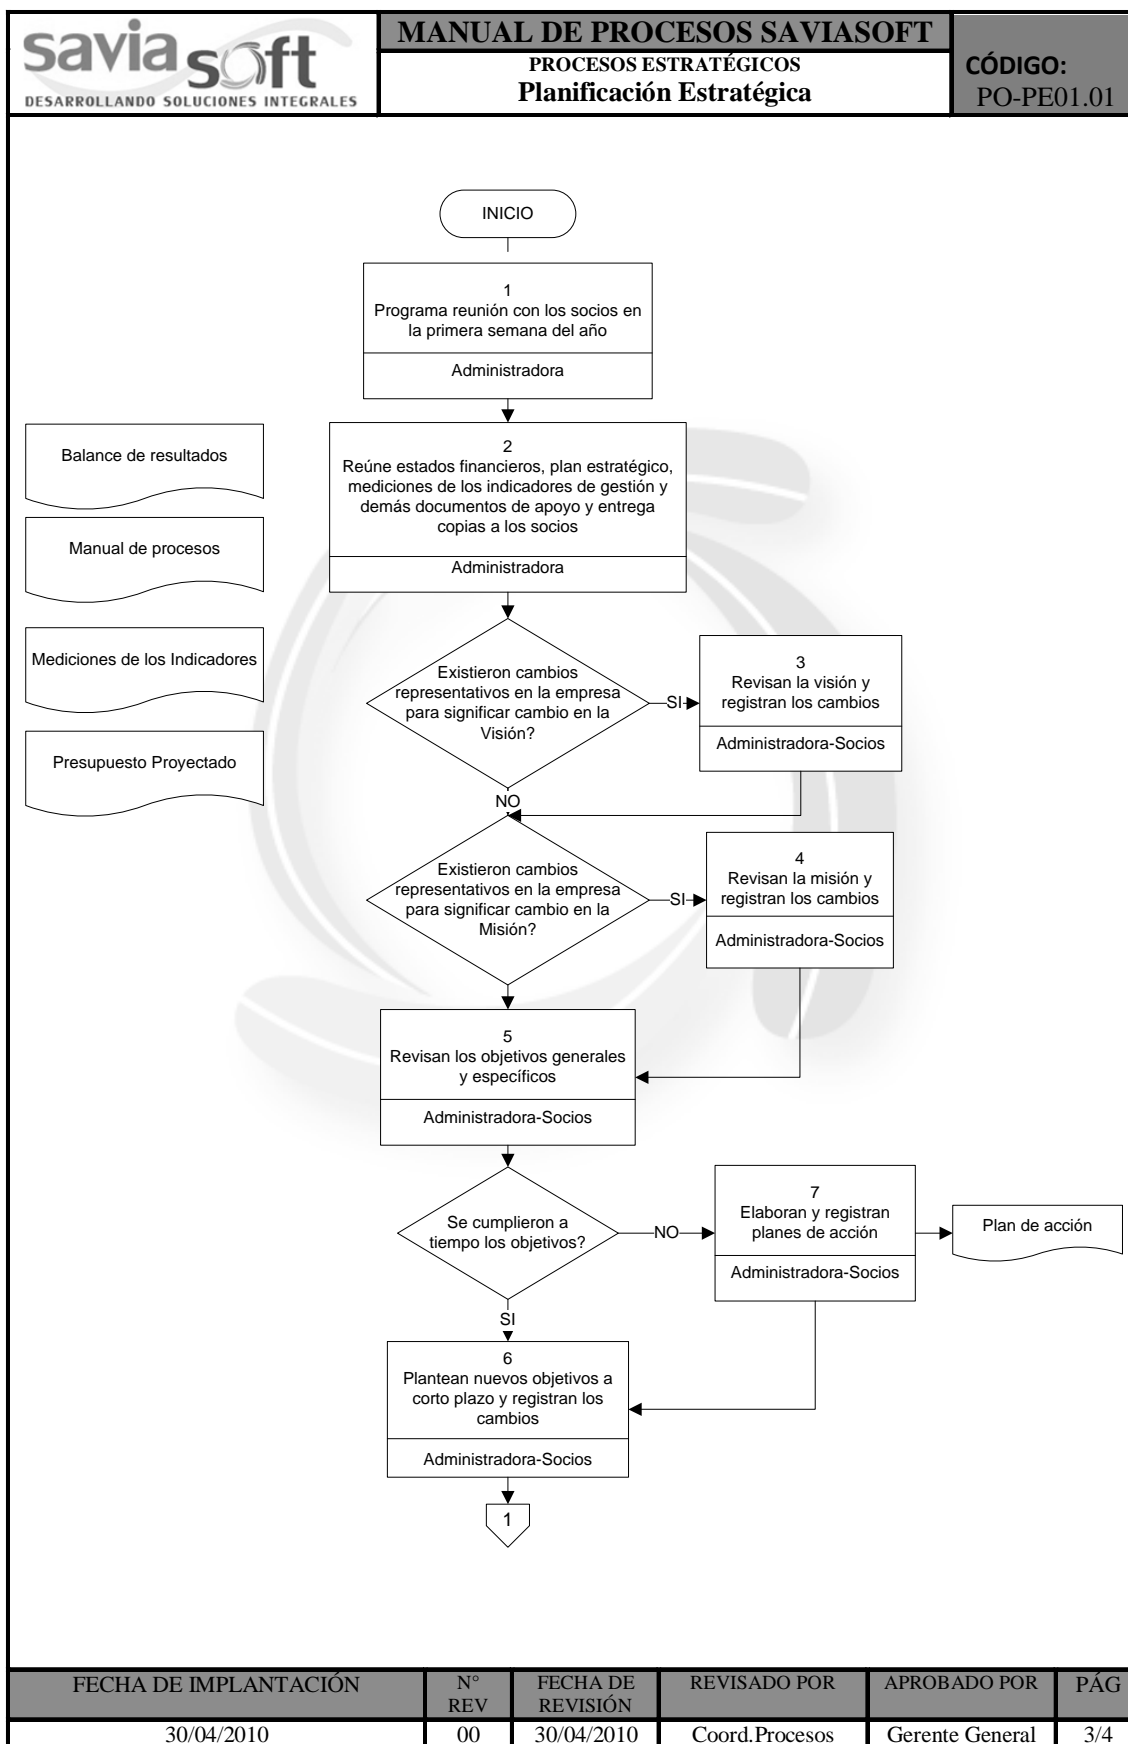 savia soft
DESARROLLANDO SOLUCIONES INTEGRALES
MANUAL DE PROCESOS SAVIASOFT
PROCESOS ESTRATÉGICOS
Planificación Estratégica
CÓDIGO:
PO-PE01.01
INICIO
1
Programa reunión con los socios en
la primera semana del año
Administradora
Balance de resultados
Manual de procesos
Mediciones de los Indicadores
Presupuesto Proyectado
2
Reúne estados financieros, plan estratégico,
mediciones de los indicadores de gestión y
demás documentos de apoyo y entrega
copias a los socios
Administradora
Existieron cambios
representativos en la empresa
para significar cambio en la
Visión?
SI
3
Revisan la visión y
registran los cambios
Administradora-Socios
NO
Existieron cambios
representativos en la empresa
para significar cambio en la
Misión?
SI
4
Revisan la misión y
registran los cambios
Administradora-Socios
5
Revisan los objetivos generales
y específicos
Administradora-Socios
Se cumplieron a
tiempo los objetivos?
NO
7
Elaboran y registran
planes de acción
Administradora-Socios
Plan de acción
SI
6
Plantean nuevos objetivos a
corto plazo y registran los
cambios
Administradora-Socios
1
FECHA DE IMPLANTACIÓN
N°
REV
FECHA DE
REVISIÓN
REVISADO POR
APROBADO POR
PÁG
30/04/2010
00
30/04/2010
Coord.Procesos
Gerente General
3/4